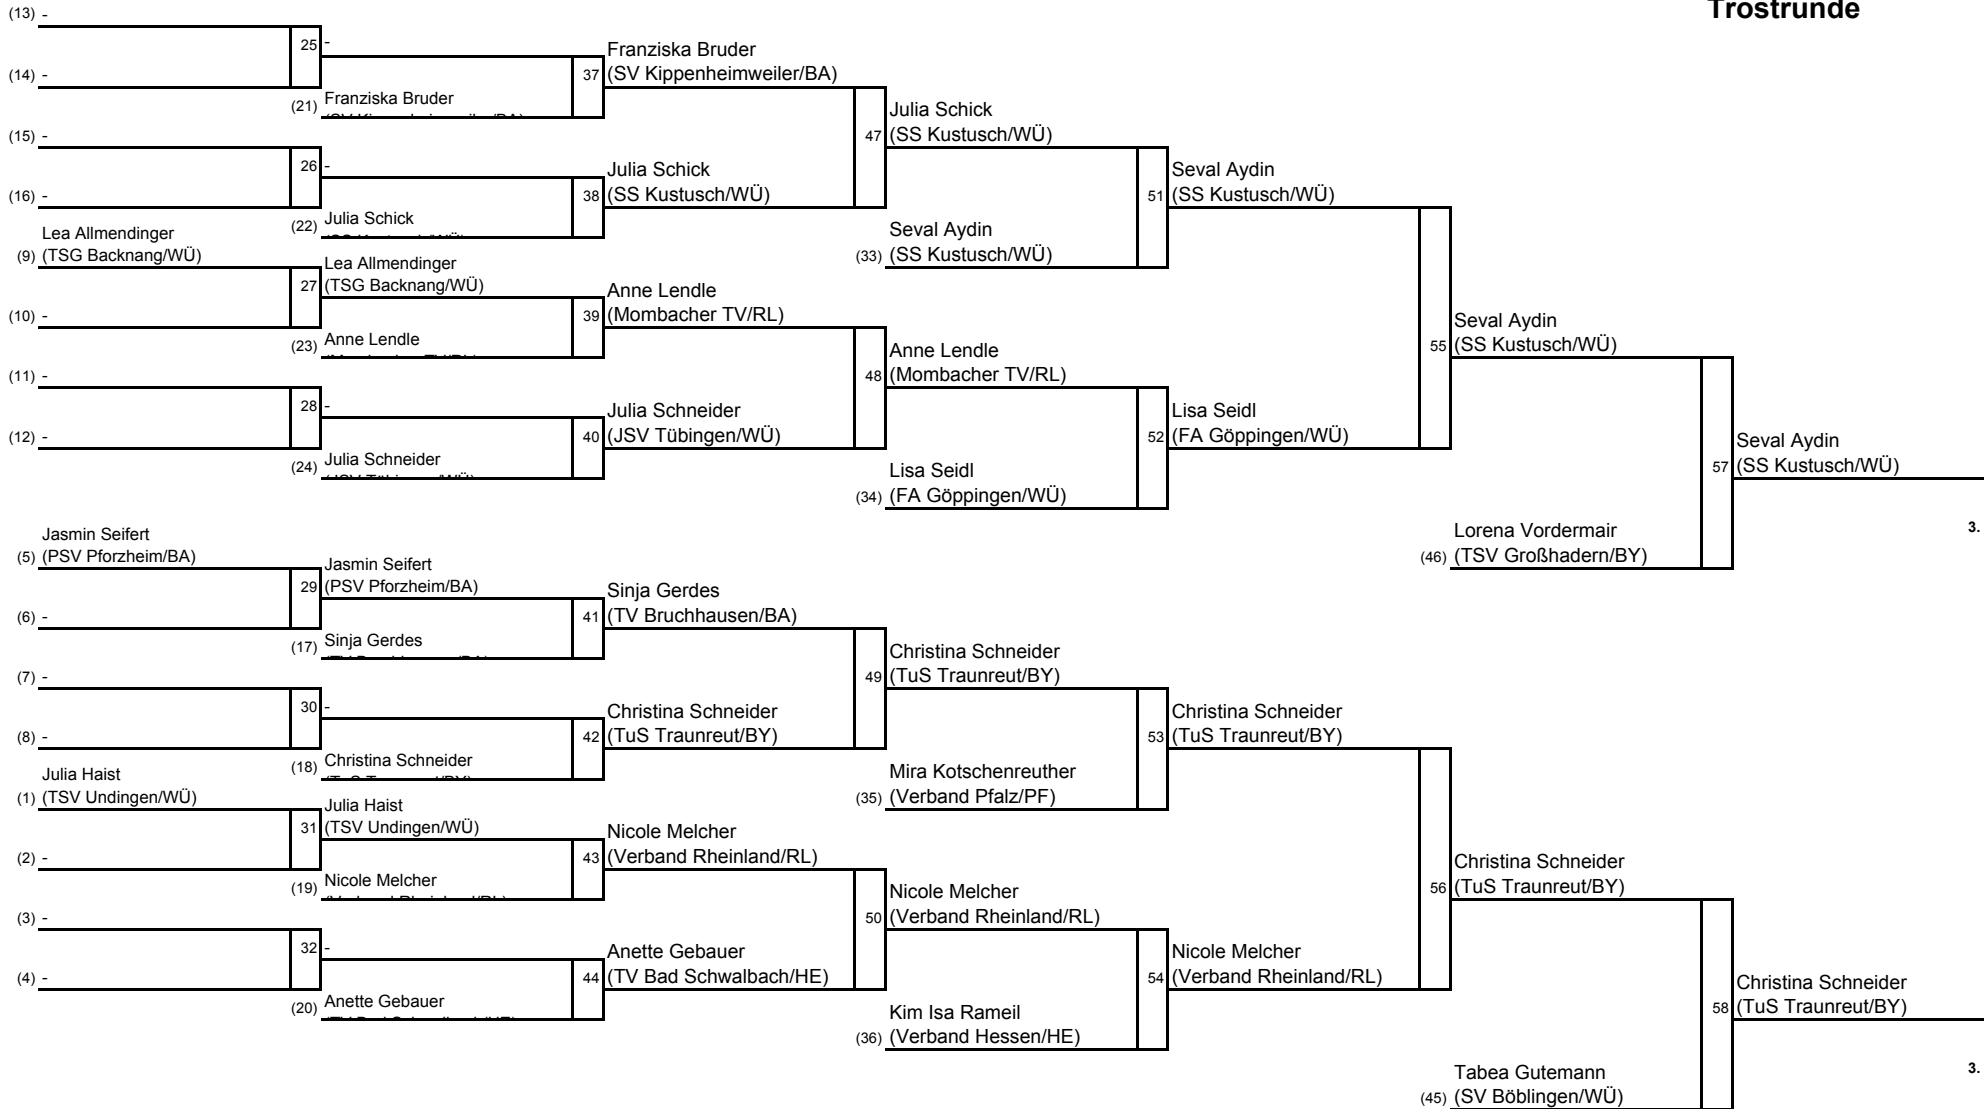 Trostrunde
(13) -
25 -
(14) -
(21) Franziska Bruder
37 Franziska Bruder
(SV Kippenheimweiler/BA)
(15) -
26 -
(16) -
(22) Julia Schick
38 Julia Schick
(SS Kustusch/WÜ)
47 Julia Schick
(SS Kustusch/WÜ)
(33) Seval Aydin
(SS Kustusch/WÜ)
51 Seval Aydin
(SS Kustusch/WÜ)
(9) Lea Allmendinger
(TSG Backnang/WÜ)
27 Lea Allmendinger
(TSG Backnang/WÜ)
(10) -
(23) Anne Lendle
39 Anne Lendle
(Mombacher TV/RL)
(11) -
28 -
(12) -
(24) Julia Schneider
40 Julia Schneider
(JSV Tübingen/WÜ)
48 Anne Lendle
(Mombacher TV/RL)
(34) Lisa Seidl
(FA Göppingen/WÜ)
52 Lisa Seidl
(FA Göppingen/WÜ)
55 Seval Aydin
(SS Kustusch/WÜ)
(46) Lorena Vordermair
(TSV Großhadern/BY)
57 Seval Aydin
(SS Kustusch/WÜ)
3.
(5) Jasmin Seifert
(PSV Pforzheim/BA)
29 Jasmin Seifert
(PSV Pforzheim/BA)
(6) -
(17) Sinja Gerdes
41 Sinja Gerdes
(TV Bruchhausen/BA)
(7) -
30 -
(8) -
(18) Christina Schneider
42 Christina Schneider
(TuS Traunreut/BY)
49 Christina Schneider
(TuS Traunreut/BY)
(35) Mira Kotschenreuther
(Verband Pfalz/PF)
53 Christina Schneider
(TuS Traunreut/BY)
(1) Julia Haist
(TSV Undingen/WÜ)
31 Julia Haist
(TSV Undingen/WÜ)
(2) -
(19) Nicole Melcher
43 Nicole Melcher
(Verband Rheinland/RL)
(3) -
32 -
(4) -
(20) Anette Gebauer
44 Anette Gebauer
(TV Bad Schwalbach/HE)
50 Nicole Melcher
(Verband Rheinland/RL)
(36) Kim Isa Rameil
(Verband Hessen/HE)
54 Nicole Melcher
(Verband Rheinland/RL)
56 Christina Schneider
(TuS Traunreut/BY)
(45) Tabea Gutemann
(SV Böblingen/WÜ)
58 Christina Schneider
(TuS Traunreut/BY)
3.